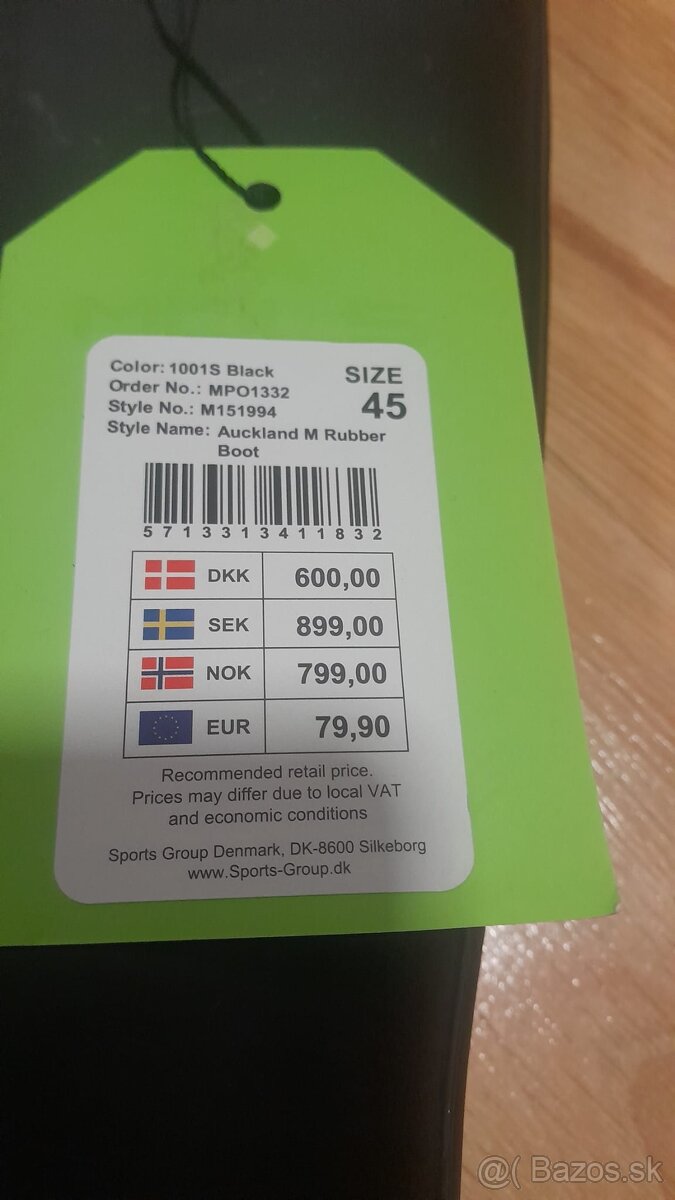 Color: 1001S Black
Order No.: MPO1332
Style No.: M151994
Style Name: Auckland M Rubber
Boot
SIZE
45
5713313411832
DKK 600,00
SEK 899,00
NOK 799,00
EUR 79,90
Recommended retail price.
Prices may differ due to local VAT
and economic conditions
Sports Group Denmark, DK-8600 Silkeborg
www.Sports-Group.dk
@( Bazos.sk